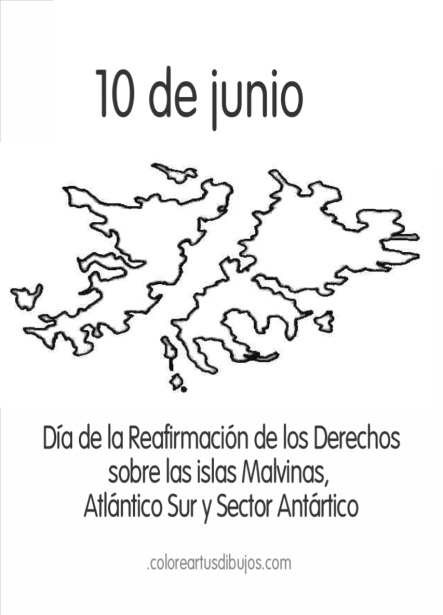 10 de junio
Día de la Reafirmación de los Derechos
sobre las islas Malvinas,
Atlántico Sur y Sector Antártico
.coloreartusdibujos.com